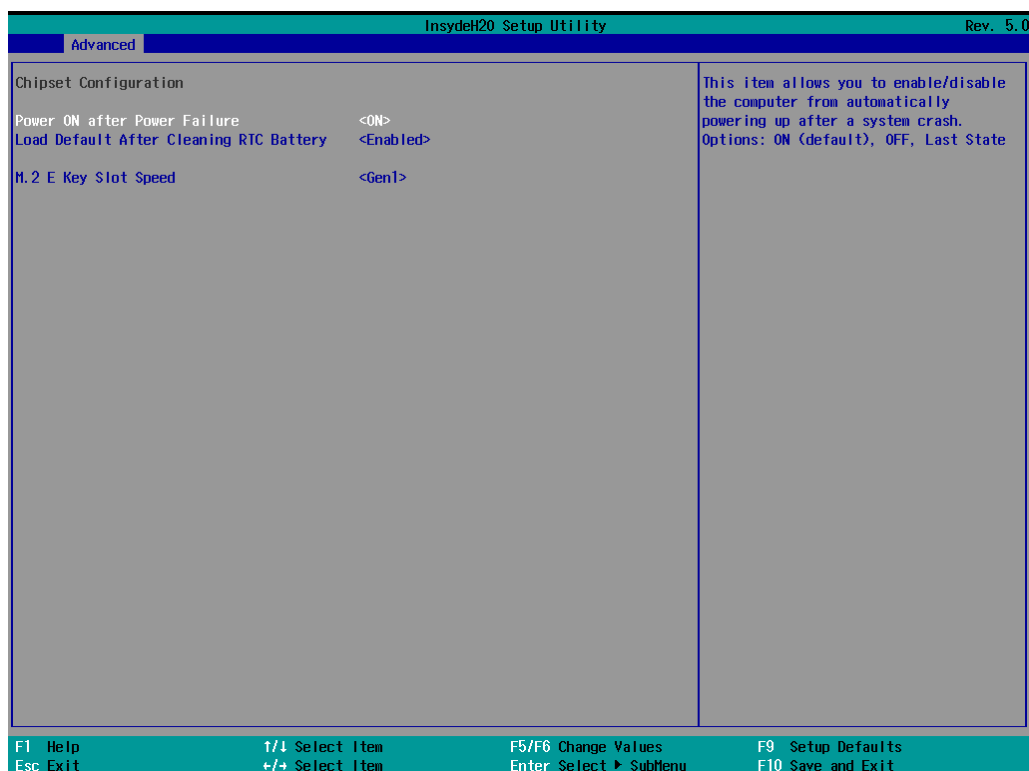 InsydeH2O Setup Utility Rev. 5.0
Advanced
Chipset Configuration
Power ON after Power Failure <ON>
Load Default After Cleaning RTC Battery <Enabled>
M.2 E Key Slot Speed <Gen1>
This item allows you to enable/disable
the computer from automatically
powering up after a system crash.
Options: ON (default), OFF, Last State
F1 Help ↑/↓ Select Item F5/F6 Change Values F9 Setup Defaults
Esc Exit ←/→ Select Item Enter Select ▶ SubMenu F10 Save and Exit